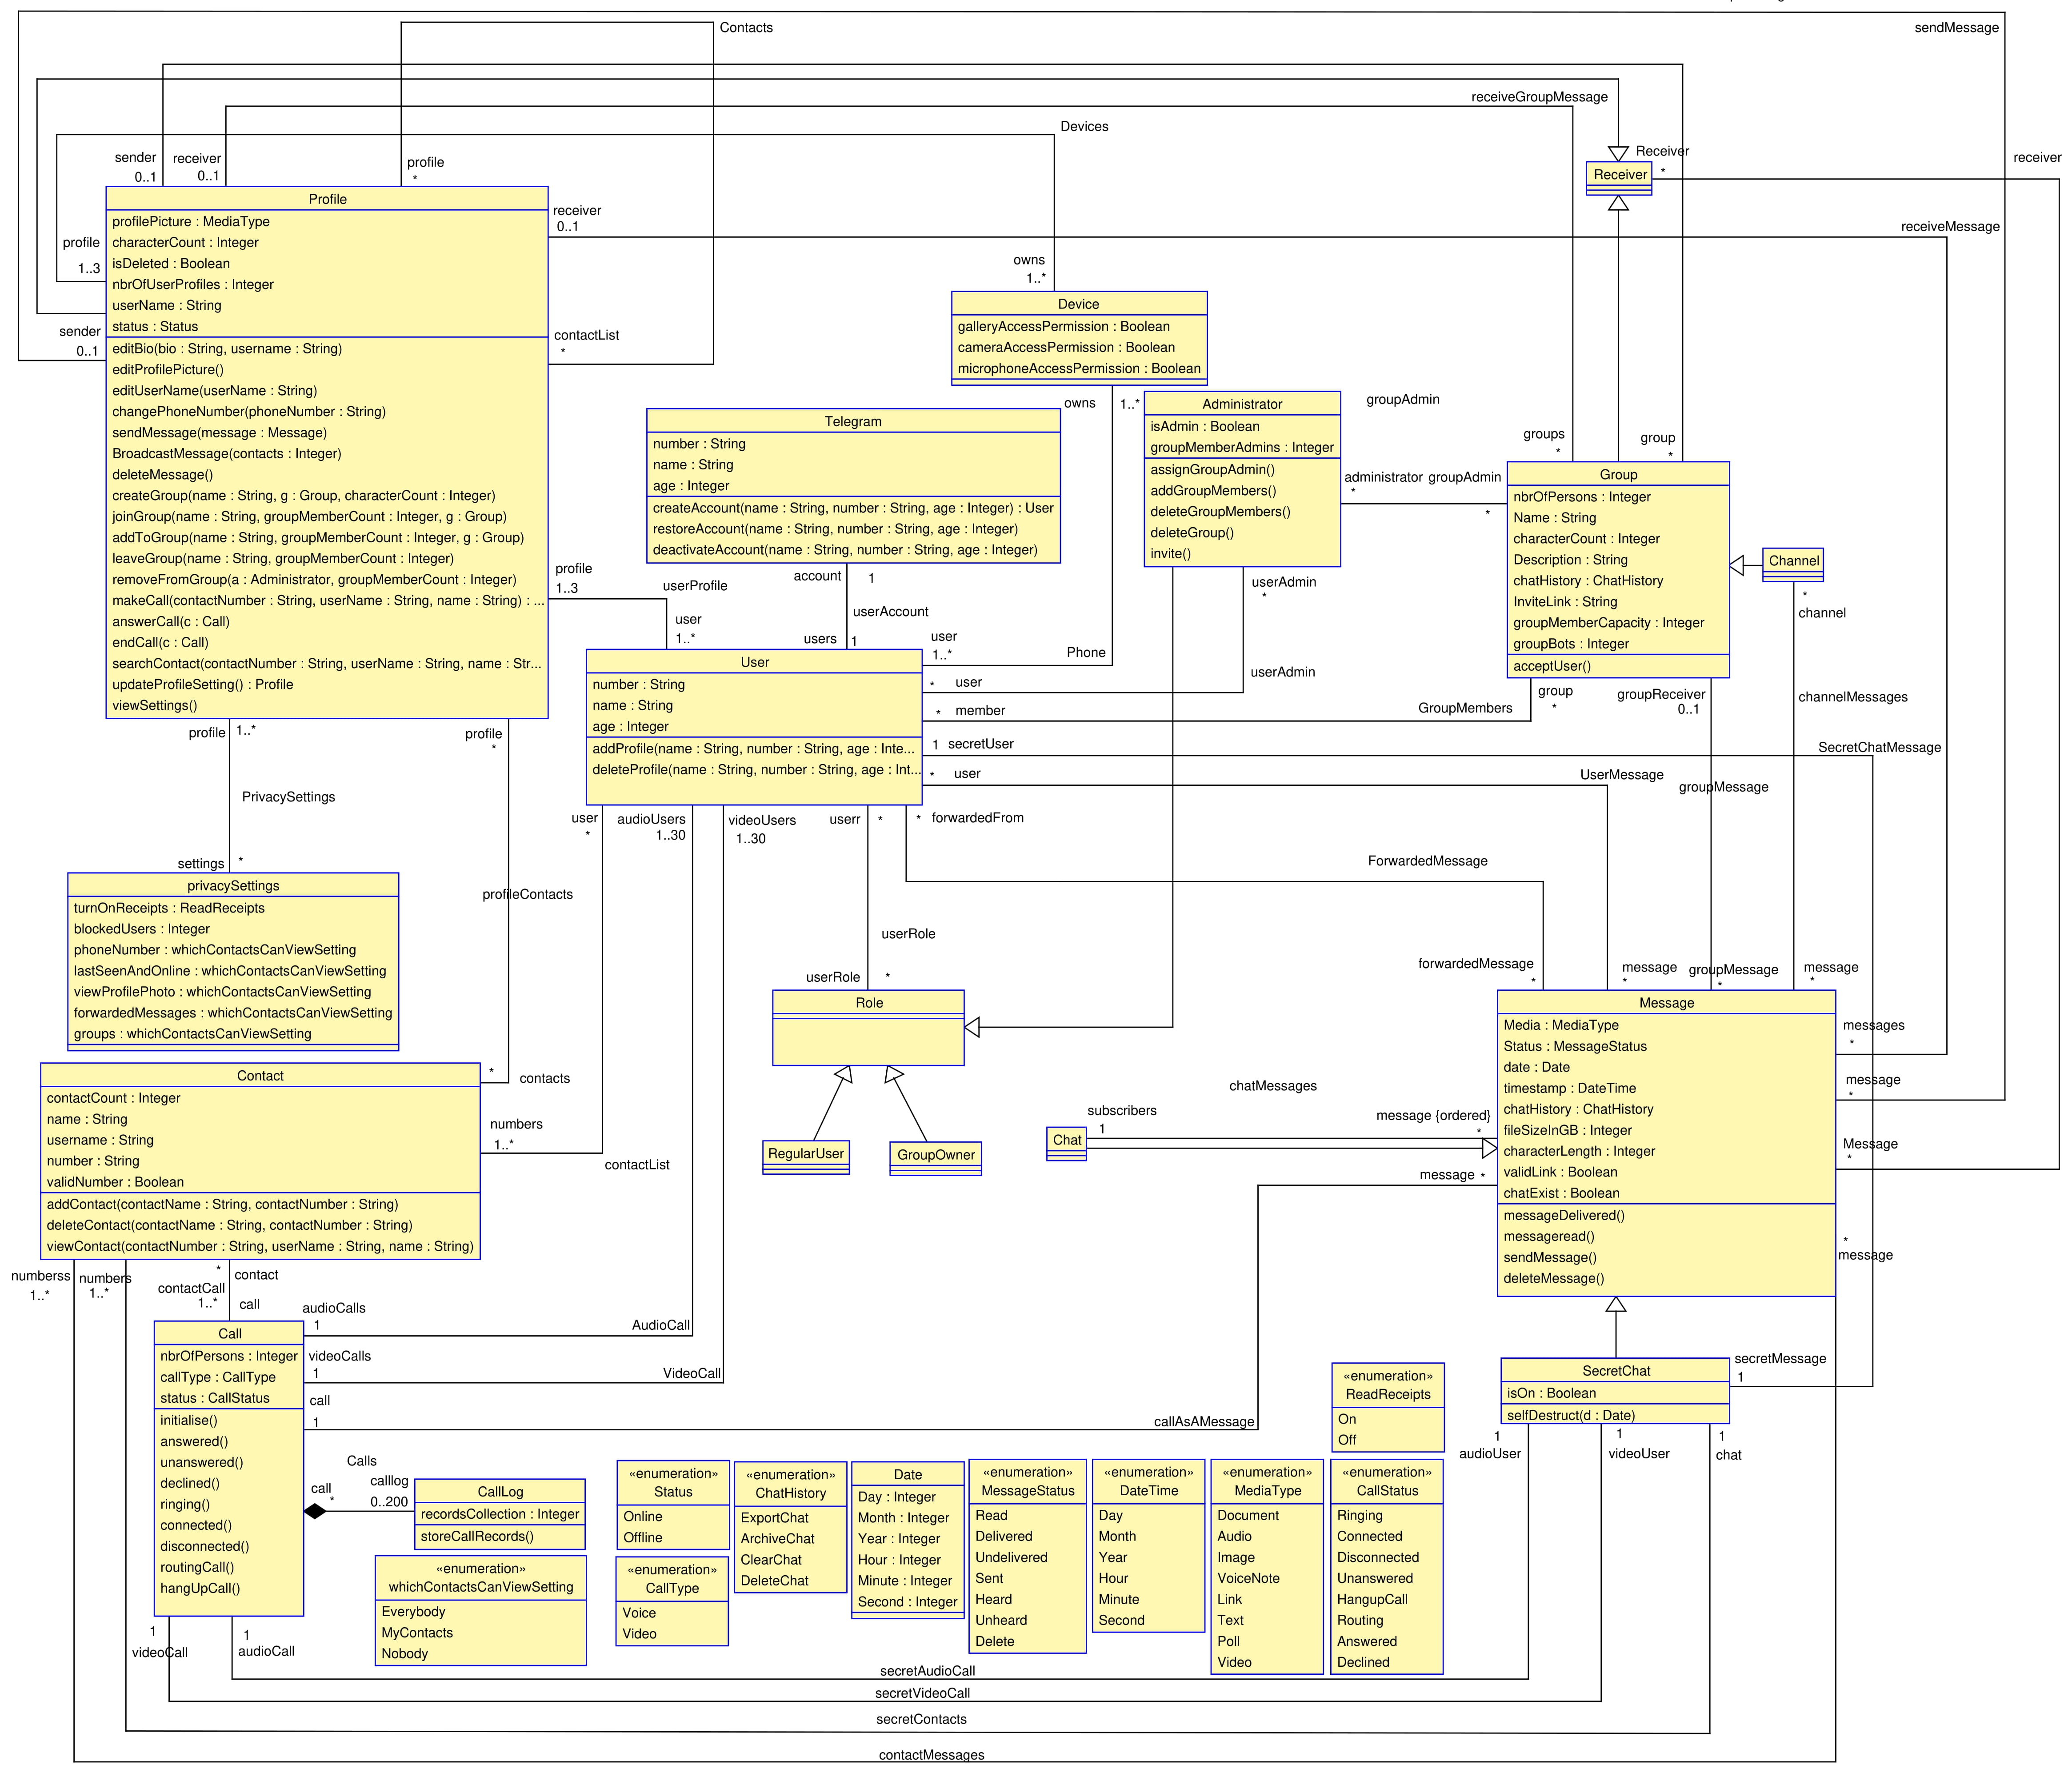 Contacts
sendMessage
receiveGroupMessage
Devices
sender
0..1
receiver
0..1
profile
*
Receiver
*
receiver
Receiver
Profile
profilePicture : MediaType
characterCount : Integer
isDeleted : Boolean
nbrOfUserProfiles : Integer
userName : String
status : Status
editBio(bio : String, username : String)
editProfilePicture()
editUserName(userName : String)
changePhoneNumber(phoneNumber : String)
sendMessage(message : Message)
BroadcastMessage(contacts : Integer)
deleteMessage()
createGroup(name : String, g : Group, characterCount : Integer)
joinGroup(name : String, groupMemberCount : Integer, g : Group)
addToGroup(name : String, groupMemberCount : Integer, g : Group)
leaveGroup(name : String, groupMemberCount : Integer)
removeFromGroup(a : Administrator, groupMemberCount : Integer)
makeCall(contactNumber : String, userName : String, name : String) : ...
answerCall(c : Call)
endCall(c : Call)
searchContact(contactNumber : String, userName : String, name : Str...
updateProfileSetting() : Profile
viewSettings()
profile
1..3
sender
0..1
receiver
0..1
receiveMessage
contactList
*
owns
1..*
Device
galleryAccessPermission : Boolean
cameraAccessPermission : Boolean
microphoneAccessPermission : Boolean
owns
1..*
Telegram
number : String
name : String
age : Integer
createAccount(name : String, number : String, age : Integer) : User
restoreAccount(name : String, number : String, age : Integer)
deactivateAccount(name : String, number : String, age : Integer)
Administrator
isAdmin : Boolean
groupMemberAdmins : Integer
assignGroupAdmin()
addGroupMembers()
deleteGroupMembers()
deleteGroup()
invite()
groupAdmin
administrator
*
groupAdmin
*
groups
*
group
*
Group
nbrOfPersons : Integer
Name : String
characterCount : Integer
Description : String
chatHistory : ChatHistory
InviteLink : String
groupMemberCapacity : Integer
groupBots : Integer
acceptUser()
Channel
*
channel
channelMessages
profile
1..3
userProfile
user
1..*
account
1
userAccount
users
1
user
1..*
Phone
userAdmin
*
userAdmin
* user
* member
GroupMembers
group
*
groupReceiver
0..1
1 secretUser
SecretChatMessage
* user
UserMessage
groupMessage
User
number : String
name : String
age : Integer
addProfile(name : String, number : String, age : Inte...
deleteProfile(name : String, number : String, age : Int...
profile
1..*
profile
*
PrivacySettings
settings
*
user
*
audioUsers
1..30
videoUsers
1..30
userr
*
* forwardedFrom
ForwardedMessage
privacySettings
turnOnReceipts : ReadReceipts
blockedUsers : Integer
phoneNumber : whichContactsCanViewSetting
lastSeenAndOnline : whichContactsCanViewSetting
viewProfilePhoto : whichContactsCanViewSetting
forwardedMessages : whichContactsCanViewSetting
groups : whichContactsCanViewSetting
profileContacts
userRole
userRole
*
forwardedMessage
*
message
*
groupMessage
*
message
*
Role
RegularUser
GroupOwner
Message
Media : MediaType
Status : MessageStatus
date : Date
timestamp : DateTime
chatHistory : ChatHistory
fileSizeInGB : Integer
characterLength : Integer
validLink : Boolean
chatExist : Boolean
messageDelivered()
messageread()
sendMessage()
deleteMessage()
messages
*
message
*
Message
*
*
message
Contact
contactCount : Integer
name : String
username : String
number : String
validNumber : Boolean
addContact(contactName : String, contactNumber : String)
deleteContact(contactName : String, contactNumber : String)
viewContact(contactNumber : String, userName : String, name : String)
*
contacts
numbers
1..*
contactList
chatMessages
subscribers
1
message {ordered}
*
Chat
message *
numberss
1..*
numbers
1..*
*
contact
contactCall
1..*
call
audioCalls
1
AudioCall
videoCalls
1
VideoCall
call
1
callAsAMessage
Call
nbrOfPersons : Integer
callType : CallType
status : CallStatus
initialise()
answered()
unanswered()
declined()
ringing()
connected()
disconnected()
routingCall()
hangUpCall()
Calls
call
*
calllog
0..200
CallLog
recordsCollection : Integer
storeCallRecords()
SecretChat
isOn : Boolean
selfDestruct(d : Date)
secretMessage
1
1
audioUser
1
videoUser
1
chat
«enumeration»
ReadReceipts
On
Off
«enumeration»
Status
Online
Offline
«enumeration»
CallType
Voice
Video
«enumeration»
ChatHistory
ExportChat
ArchiveChat
ClearChat
DeleteChat
Date
Day : Integer
Month : Integer
Year : Integer
Hour : Integer
Minute : Integer
Second : Integer
«enumeration»
MessageStatus
Read
Delivered
Undelivered
Sent
Heard
Unheard
Delete
«enumeration»
DateTime
Day
Month
Year
Hour
Minute
Second
«enumeration»
MediaType
Document
Audio
Image
VoiceNote
Link
Text
Poll
Video
«enumeration»
CallStatus
Ringing
Connected
Disconnected
Unanswered
HangupCall
Routing
Answered
Declined
«enumeration»
whichContactsCanViewSetting
Everybody
MyContacts
Nobody
1
videoCall
1
audioCall
secretAudioCall
secretVideoCall
secretContacts
contactMessages